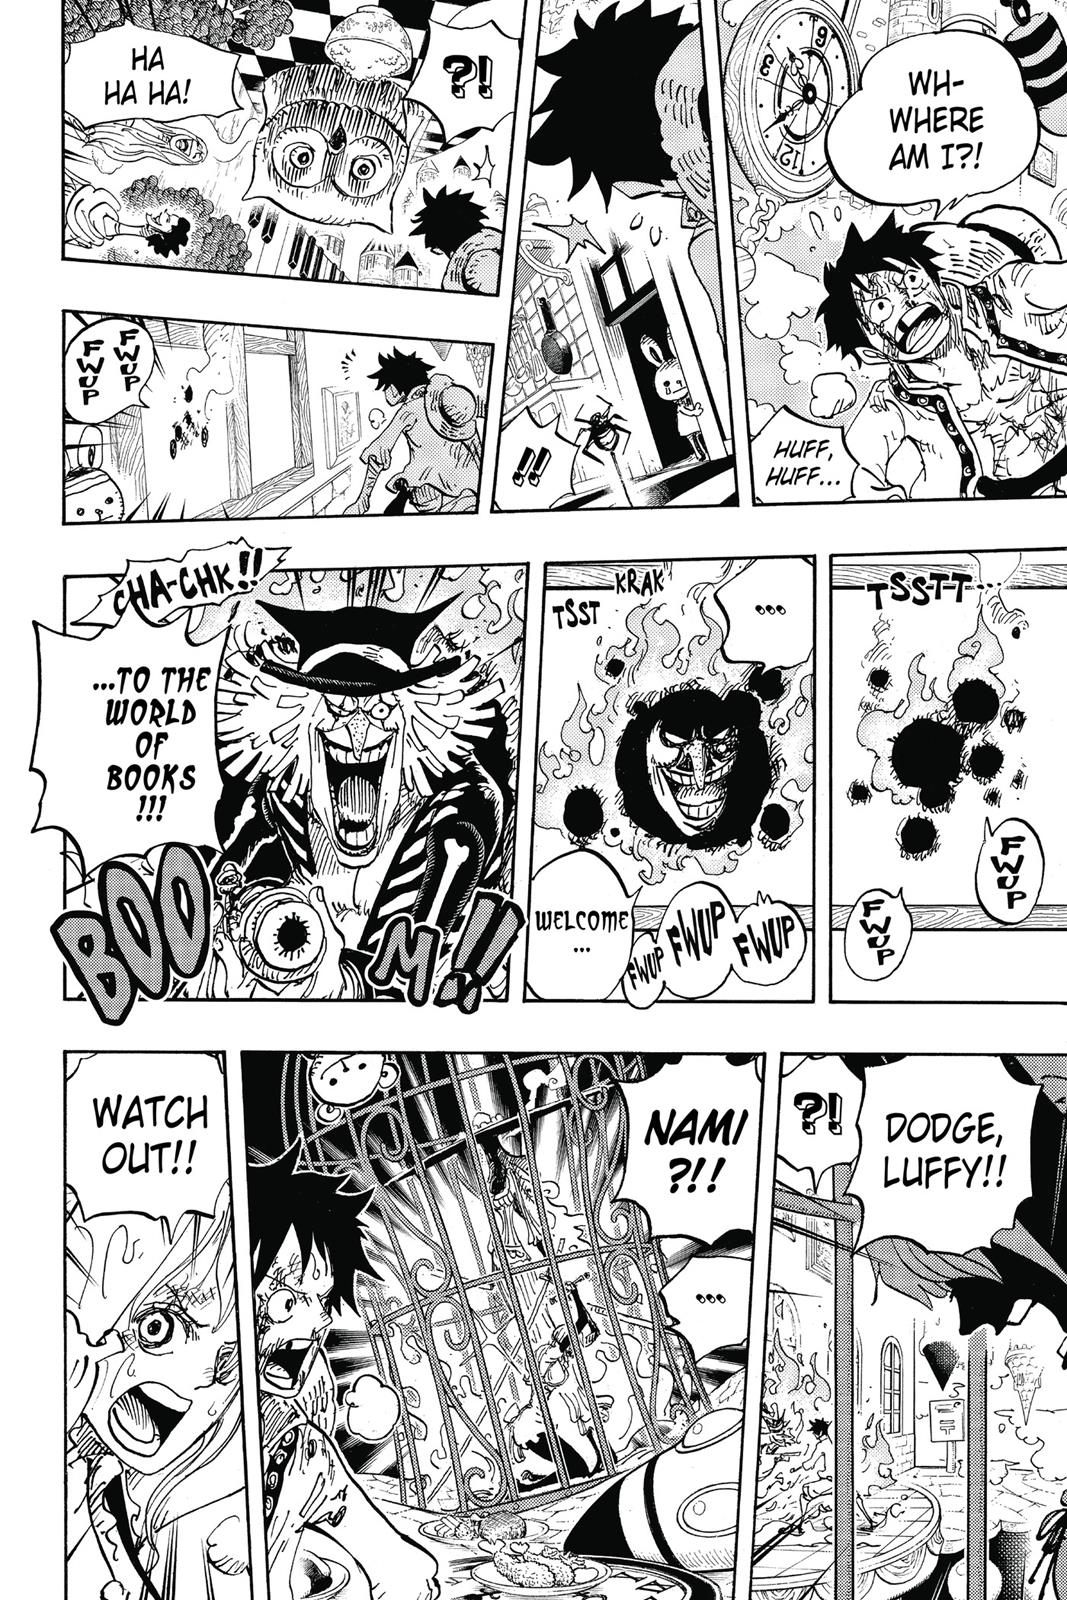 WH-
WHERE
AM I?!
HUFF,
HUFF...
!!
?!
HA
HA HA!
FWUP
FWUP
TSSTT...
FWUP
FWUP
...
KRAK
TSST
WELCOME
...
FWUP
FWUP
FWUP
CHA-CHK!!
...TO THE
WORLD
OF
BOOKS
!!!
BOOM!!
DODGE,
LUFFY!!
?!
NAMI
?!!
...
WATCH
OUT!!